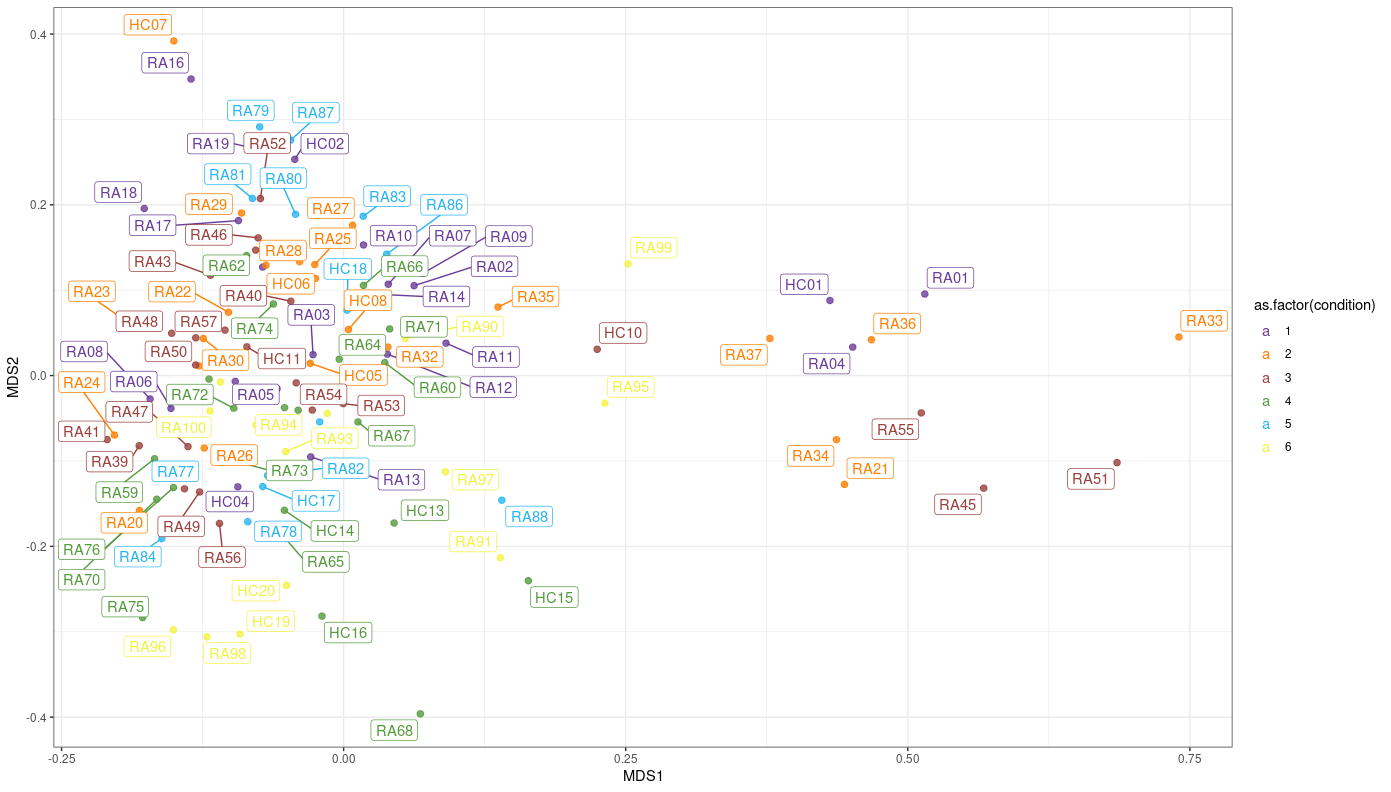 HC07
0.4
RA16
RA79
RA87
RA19
RA52
HC02
RA81
RA80
RA18
RA83
0.2
RA29
RA27
RA86
RA17
RA46
RA25
RA10
RA07
RA09
RA28
RA99
RA43
RA62
HC18
RA66
RA02
HC06
HC01
RA01
RA23
RA22
RA40
HC08
RA14
RA35
RA03
RA48
RA57
RA74
RA71
RA90
HC10
RA36
RA33
RA08
RA50
RA30
HC11
RA64
RA32
RA11
RA37
RA04
MDS2
0.0
RA24
RA06
HC05
RA60
RA12
RA95
RA72
RA05
RA54
RA53
RA47
RA41
RA100
RA94
RA93
RA67
RA55
RA39
RA26
RA34
RA77
RA73
RA82
RA13
RA97
RA21
RA51
RA59
HC04
HC17
RA45
RA20
RA49
RA78
HC14
HC13
RA88
-0.2
RA76
RA84
RA56
RA65
RA91
RA70
HC20
HC15
RA75
HC19
HC16
RA96
RA98
-0.4
RA68
-0.25
0.00
0.25
0.50
0.75
MDS1
as.factor(condition)
a 1
a 2
a 3
a 4
a 5
a 6